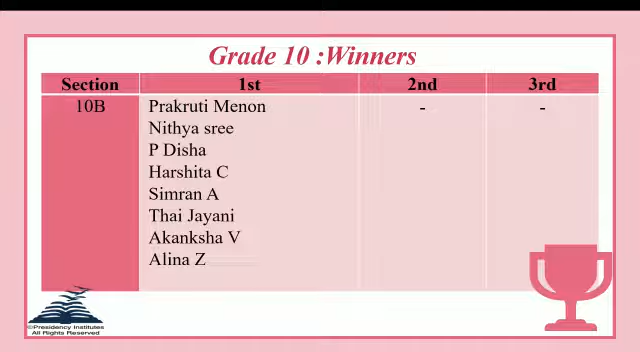 Grade 10 :Winners
Section 1st 2nd 3rd
10B Prakruti Menon - -
Nithya sree
P Disha
Harshita C
Simran A
Thai Jayani
Akanksha V
Alina Z
©Presidency Institutes
All Rights Reserved